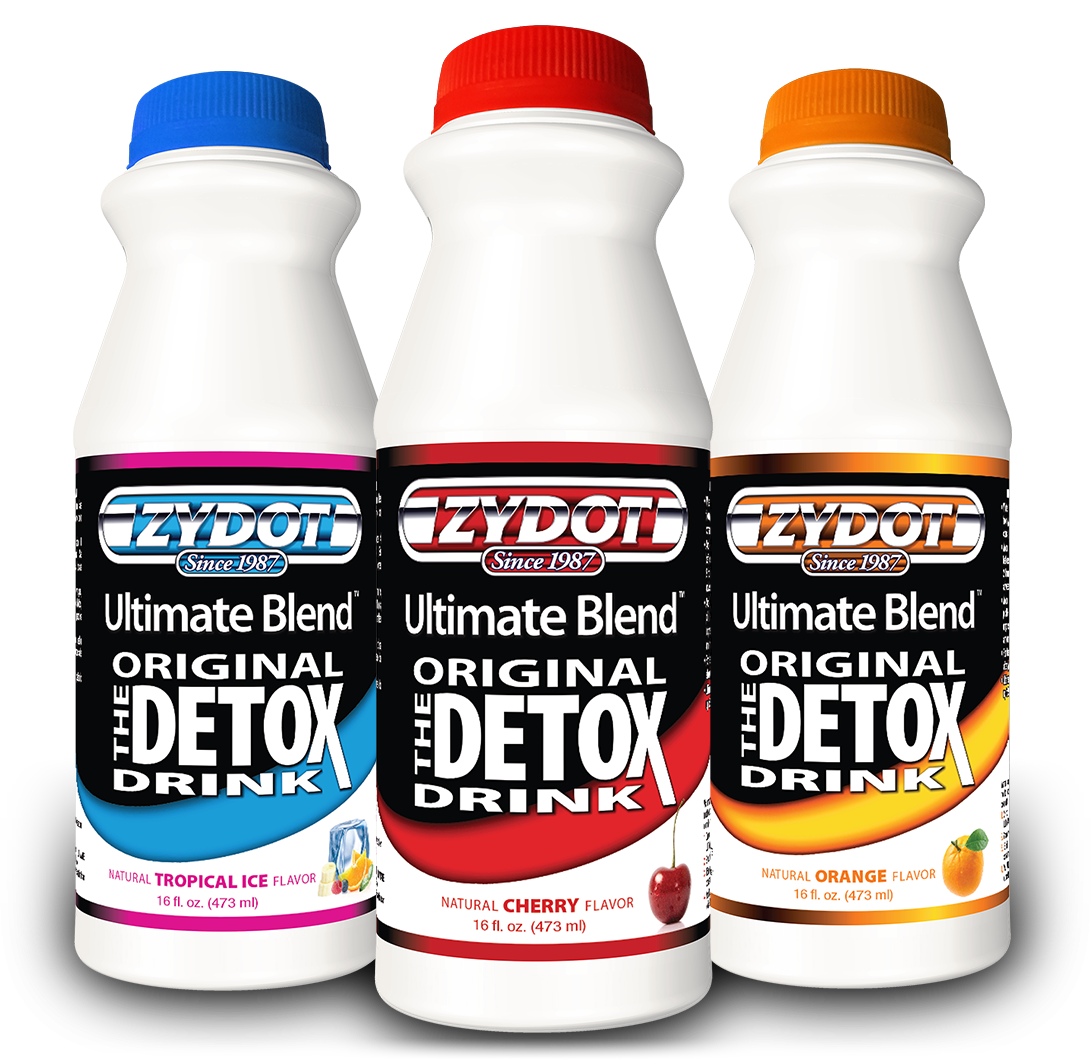 ZYDOT
Since 1987
Ultimate Blend™
ORIGINAL
THE DETOX
DRINK
NATURAL TROPICAL ICE FLAVOR
16 fl. oz. (473 ml)
ZYDOT
Since 1987
Ultimate Blend™
ORIGINAL
THE DETOX
DRINK
NATURAL CHERRY FLAVOR
16 fl. oz. (473 ml)
ZYDOT
Since 1987
Ultimate Blend™
ORIGINAL
THE DETOX
DRINK
NATURAL ORANGE FLAVOR
16 fl. oz. (473 ml)